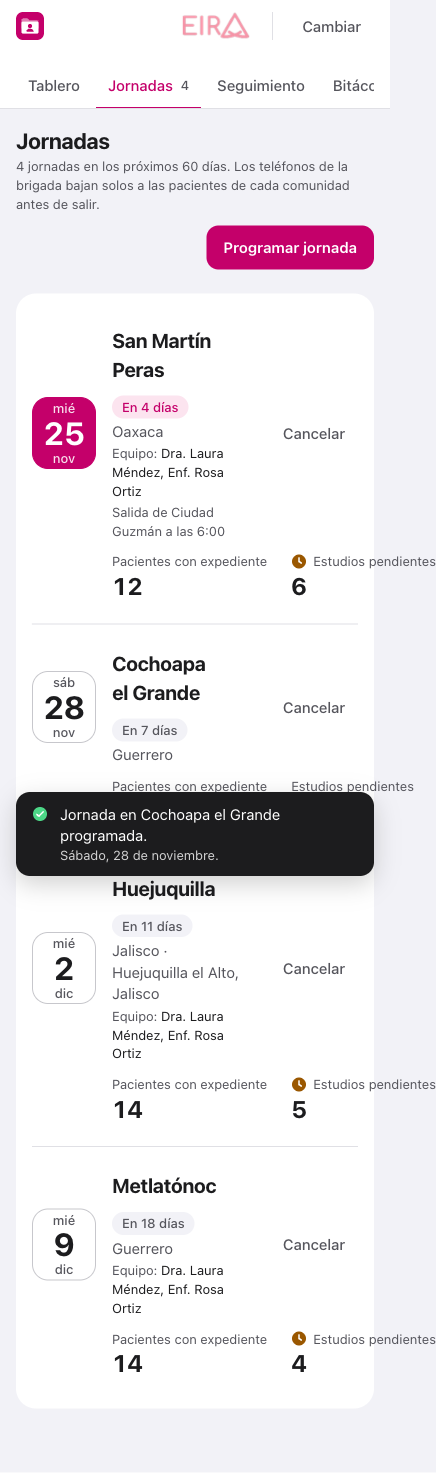 EIRA
Cambiar
Tablero
Jornadas 4
Seguimiento
Jornadas
4 jornadas en los próximos 60 días. Los teléfonos de la
brigada bajan solos a las pacientes de cada comunidad
antes de salir.
Programar jornada
mié
25
nov
San Martín
Peras
En 4 días
Oaxaca
Equipo: Dra. Laura
Méndez, Enf. Rosa
Ortiz
Salida de Ciudad
Guzmán a las 6:00
Cancelar
Pacientes con expediente
12
Estudios pendientes
6
sáb
28
nov
Cochoapa
el Grande
En 7 días
Guerrero
Cancelar
Pacientes con expediente
Estudios pendientes
Jornada en Cochoapa el Grande
programada.
Sábado, 28 de noviembre.
mié
2
dic
Huejuquilla
En 11 días
Jalisco ·
Huejuquilla el Alto,
Jalisco
Equipo: Dra. Laura
Méndez, Enf. Rosa
Ortiz
Cancelar
Pacientes con expediente
14
Estudios pendientes
5
mié
9
dic
Metlatónoc
En 18 días
Guerrero
Equipo: Dra. Laura
Méndez, Enf. Rosa
Ortiz
Cancelar
Pacientes con expediente
14
Estudios pendientes
4